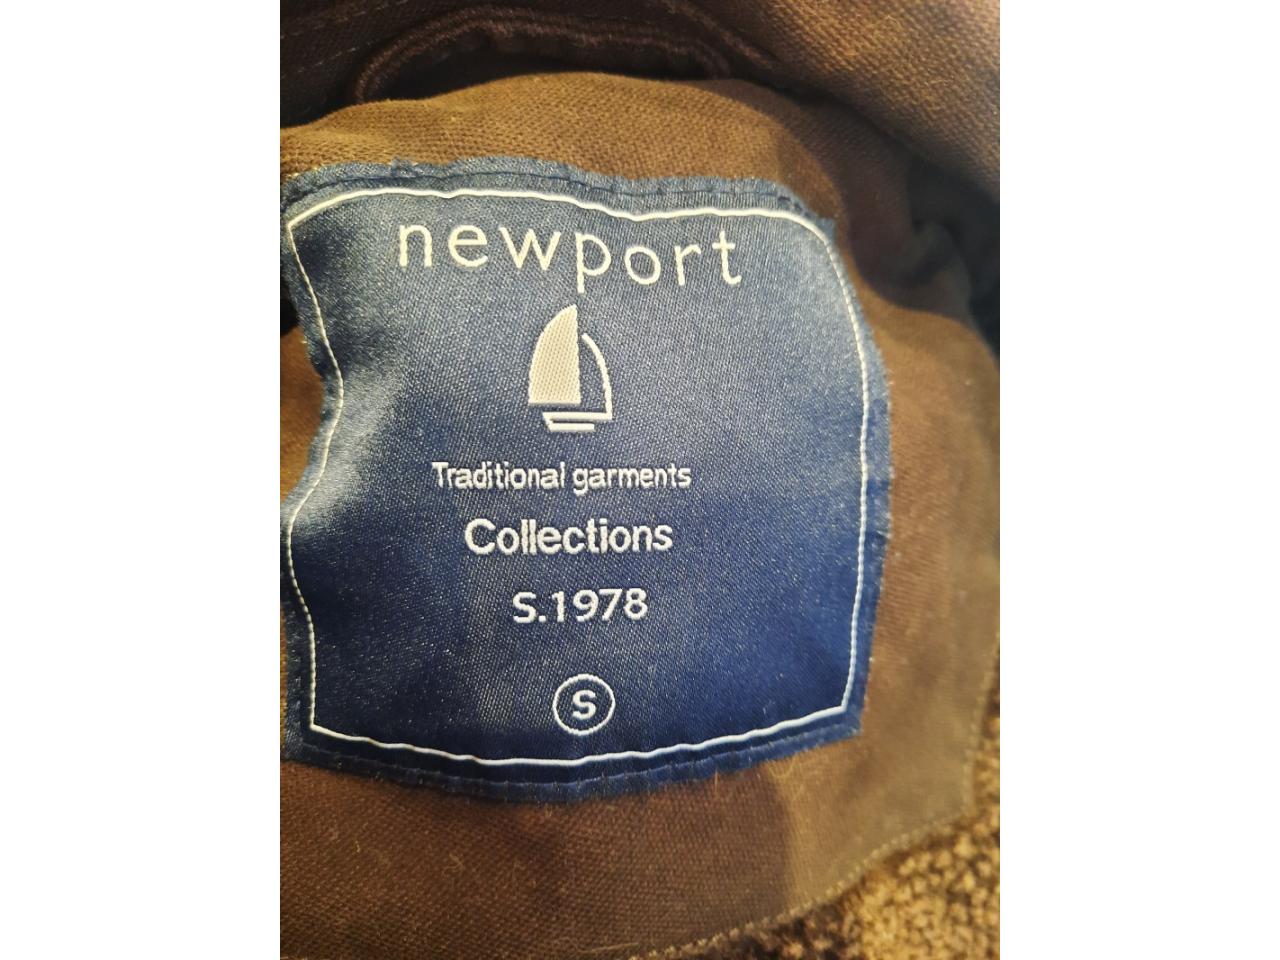 newport
Traditional garments
Collections
S.1978
S